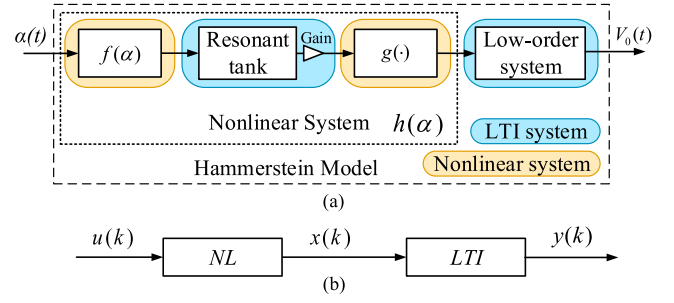 α(t)
f(α)
Resonant
tank
Gain
g(·)
Low-order
system
V₀(t)
Nonlinear System h(α)
LTI system
Nonlinear system
Hammerstein Model
(a)
u(k)
NL
x(k)
LTI
y(k)
(b)